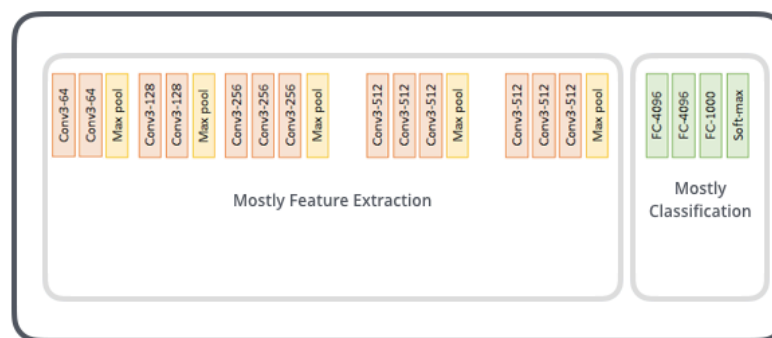 Conv3-64
Conv3-64
Max pool
Conv3-128
Conv3-128
Max pool
Conv3-256
Conv3-256
Conv3-256
Max pool
Conv3-512
Conv3-512
Conv3-512
Max pool
Conv3-512
Conv3-512
Conv3-512
Max pool
FC-4096
FC-4096
FC-1000
Soft-max
Mostly Feature Extraction
Mostly
Classification